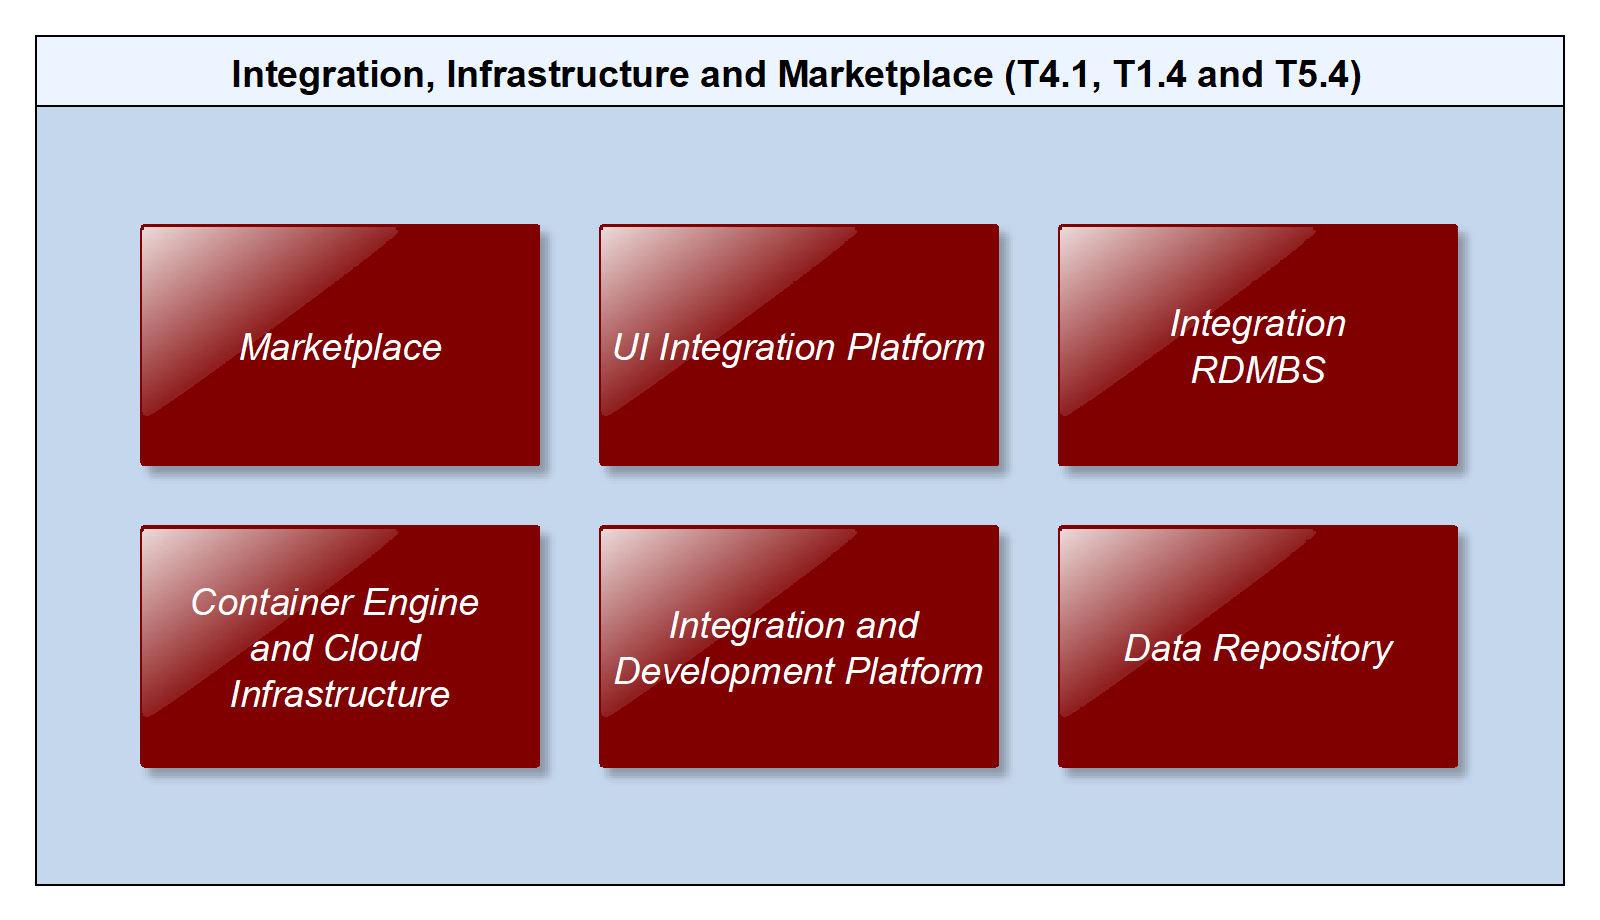 Integration, Infrastructure and Marketplace (T4.1, T1.4 and T5.4)
Marketplace
UI Integration Platform
Integration
RDMBS
Container Engine
and Cloud
Infrastructure
Integration and
Development Platform
Data Repository